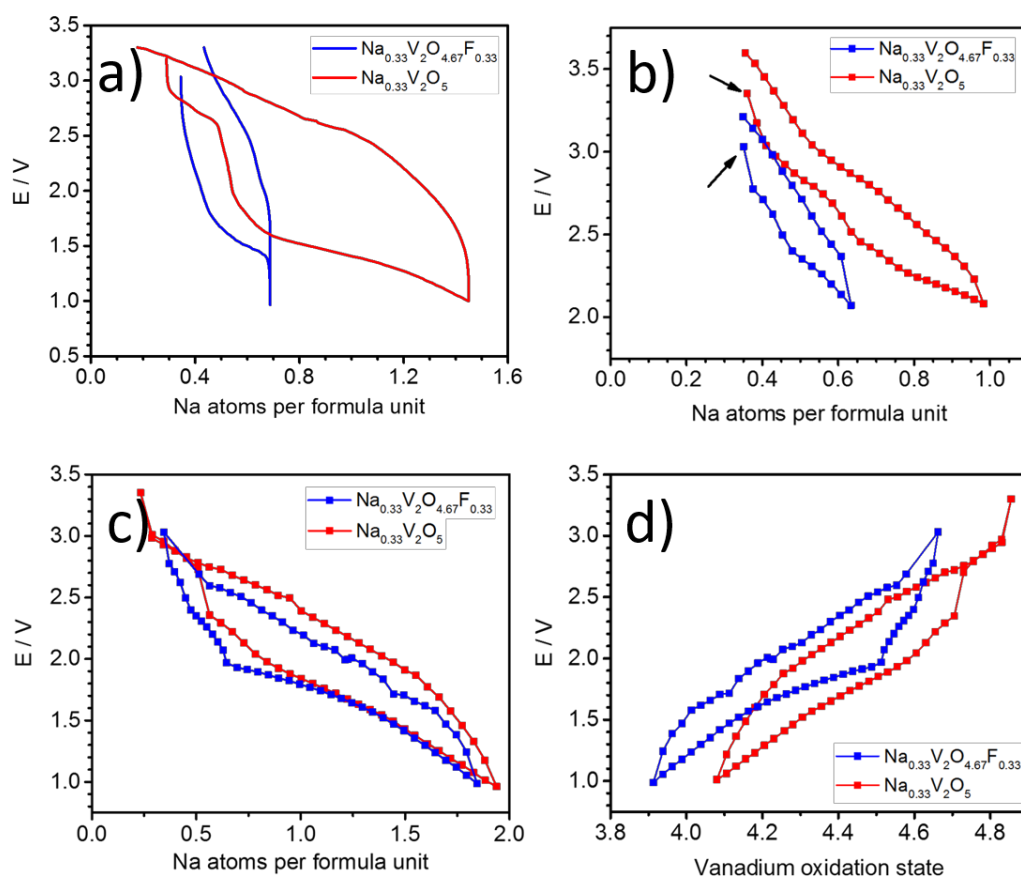 a)
Na0.33V2O4.67F0.33
Na0.33V2O5
3.5
3.0
2.5
2.0
1.5
1.0
0.5
E / V
0.0 0.4 0.8 1.2 1.6
Na atoms per formula unit
b)
Na0.33V2O4.67F0.33
Na0.33V2O5
3.5
3.0
2.5
2.0
E / V
0.0 0.2 0.4 0.6 0.8 1.0
Na atoms per formula unit
c)
Na0.33V2O4.67F0.33
Na0.33V2O5
3.5
3.0
2.5
2.0
1.5
1.0
E / V
0.0 0.5 1.0 1.5 2.0
Na atoms per formula unit
d)
3.5
3.0
2.5
2.0
1.5
1.0
E / V
Na0.33V2O4.67F0.33
Na0.33V2O5
3.8 4.0 4.2 4.4 4.6 4.8
Vanadium oxidation state